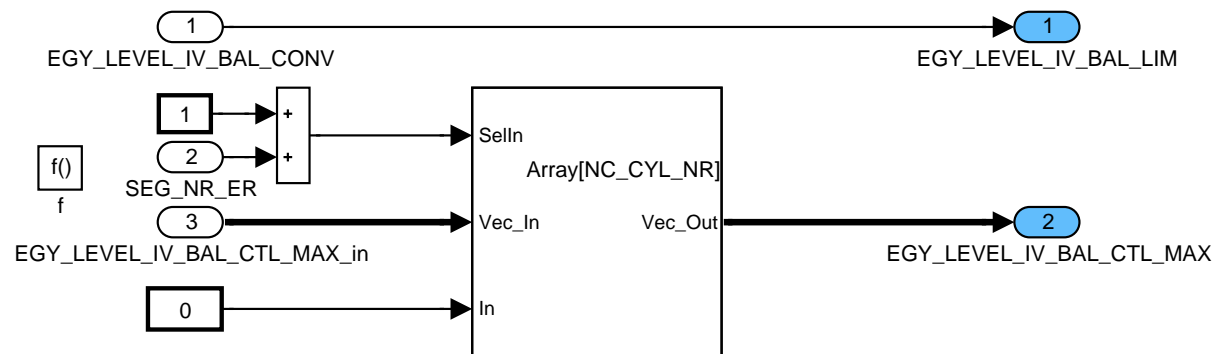 1
EGY_LEVEL_IV_BAL_CONV
1
EGY_LEVEL_IV_BAL_LIM
1
+
2
+
SEG_NR_ER
f()
f
SelIn
Array[NC_CYL_NR]
3
EGY_LEVEL_IV_BAL_CTL_MAX_in
Vec_In
Vec_Out
2
EGY_LEVEL_IV_BAL_CTL_MAX
0
In